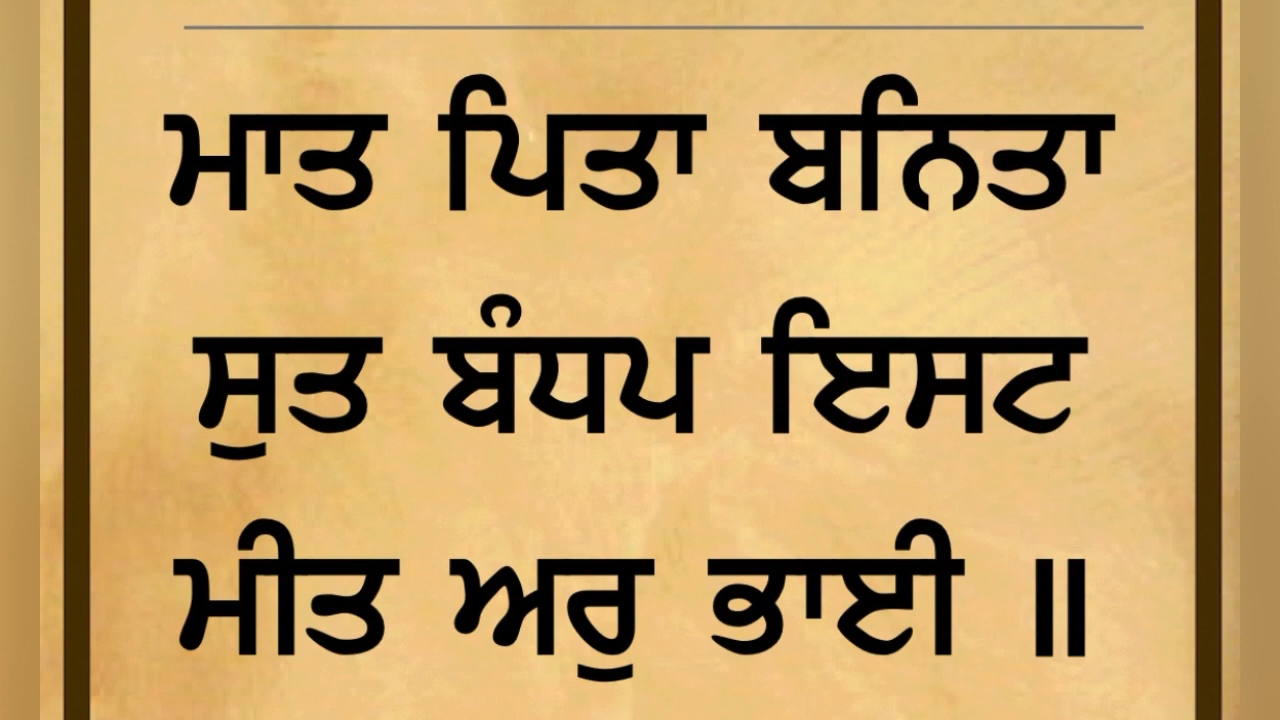 ਮਾਤ ਪਿਤਾ ਬਨਿਤਾ
ਸੁਤ ਬੰਧਪ ਇਸਟ
ਮੀਤ ਅਰੁ ਭਾਈ ॥